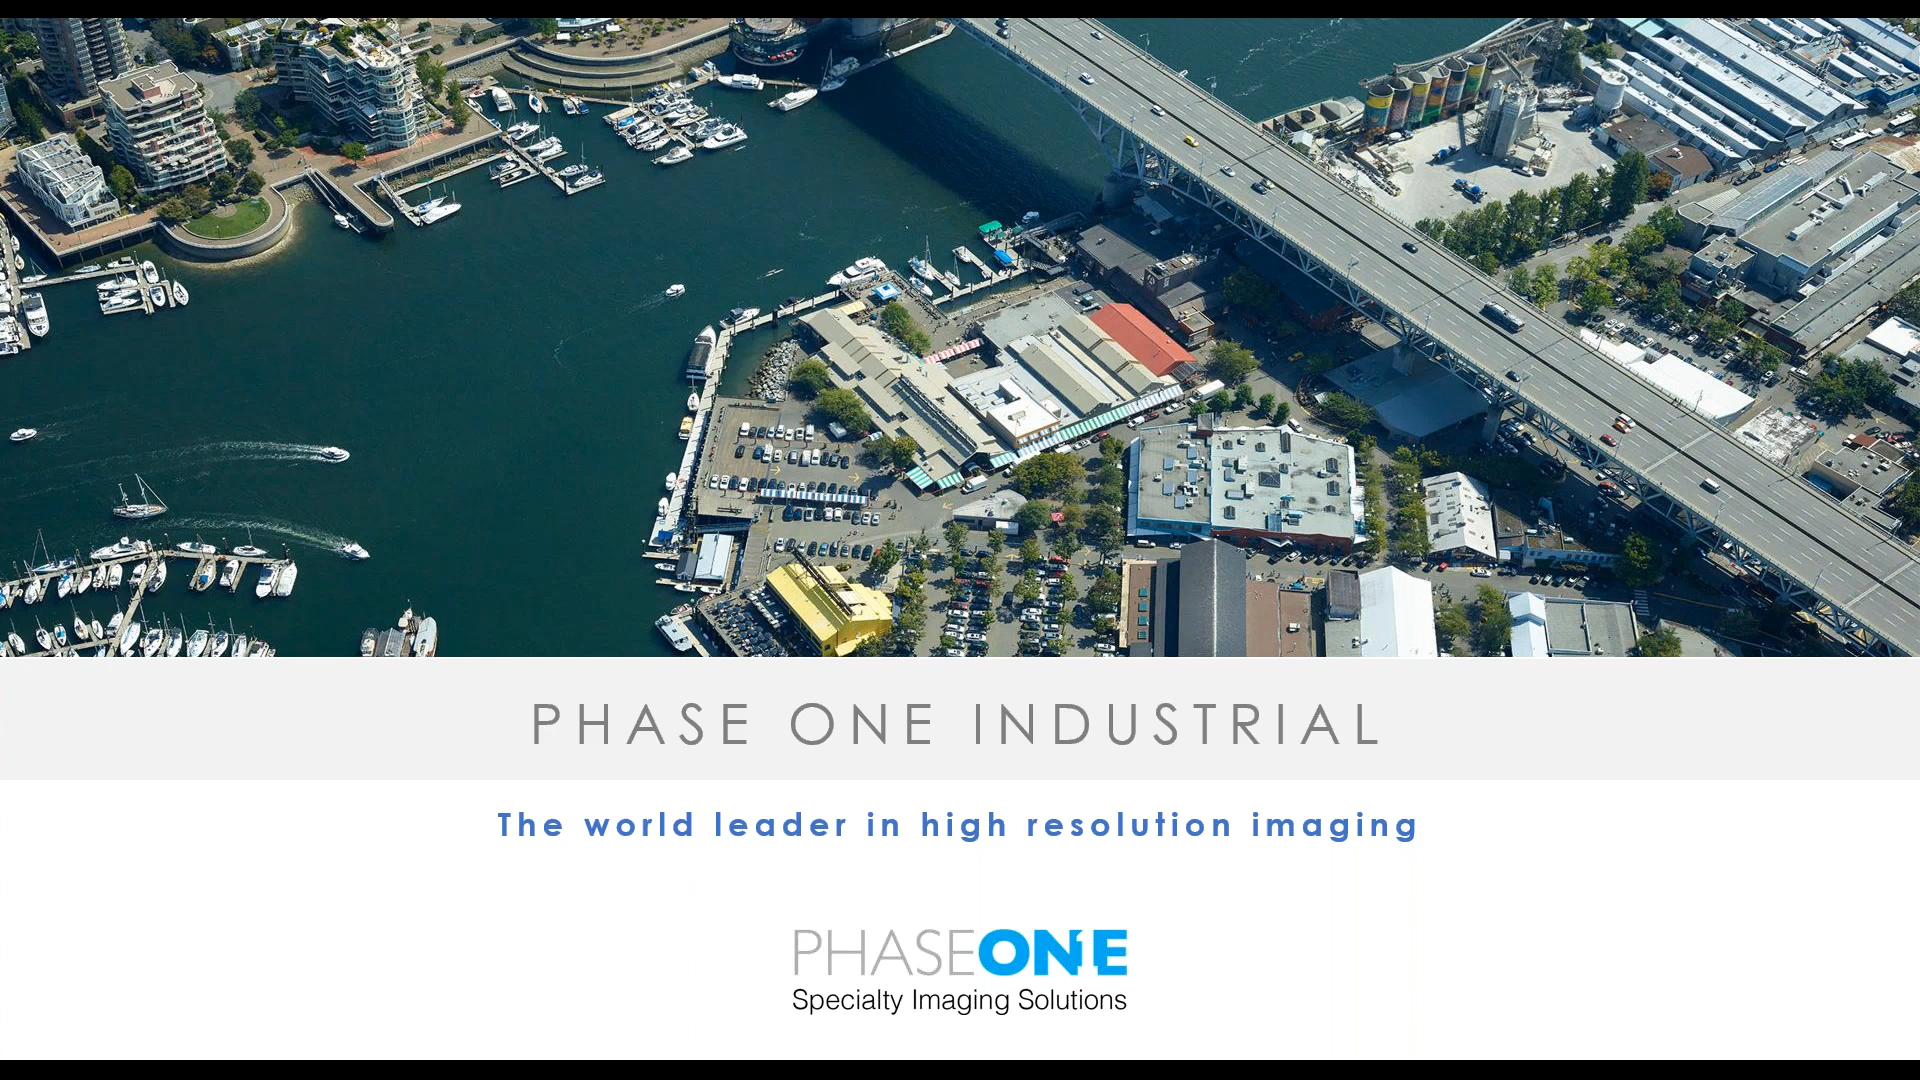 PHASE ONE INDUSTRIAL
The world leader in high resolution imaging
PHASEONE
Specialty Imaging Solutions